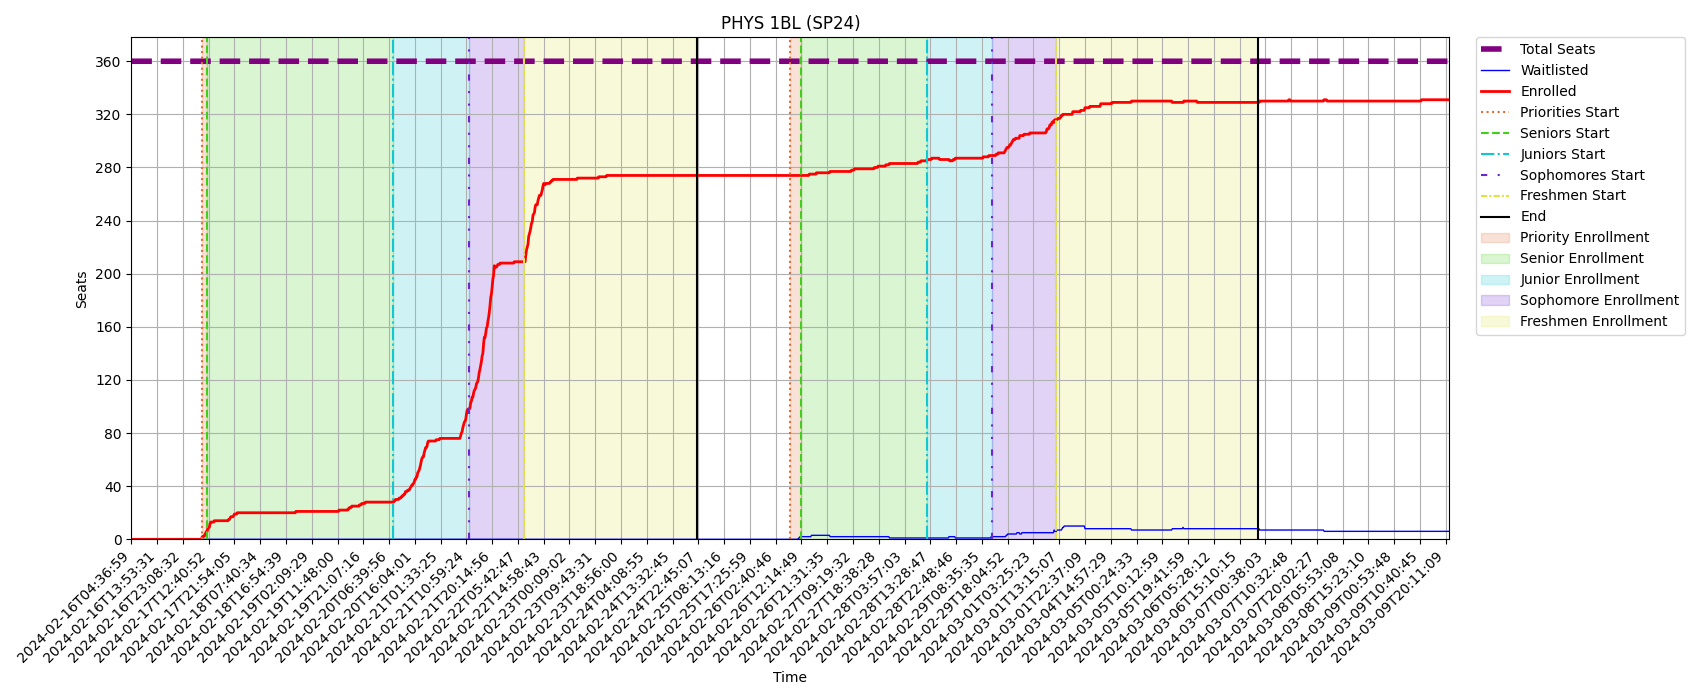 PHYS 1BL (SP24)
Seats
360
320
280
240
200
160
120
80
40
0
2024-02-16T04:36:59
2024-02-16T13:53:31
2024-02-16T23:08:32
2024-02-17T12:40:52
2024-02-17T21:54:05
2024-02-18T07:40:34
2024-02-18T16:54:39
2024-02-19T02:09:29
2024-02-19T11:48:00
2024-02-19T21:07:16
2024-02-20T06:39:56
2024-02-20T16:04:01
2024-02-21T01:33:25
2024-02-21T10:59:24
2024-02-21T20:14:56
2024-02-22T05:42:47
2024-02-22T14:58:43
2024-02-23T00:09:02
2024-02-23T09:43:31
2024-02-23T18:56:00
2024-02-24T04:08:55
2024-02-24T13:32:45
2024-02-24T22:45:07
2024-02-25T08:13:16
2024-02-25T17:25:59
2024-02-26T02:40:46
2024-02-26T12:14:49
2024-02-26T21:31:35
2024-02-27T09:19:32
2024-02-27T18:38:28
2024-02-28T03:57:03
2024-02-28T13:28:47
2024-02-28T22:48:46
2024-02-29T08:35:35
2024-02-29T18:04:52
2024-03-01T03:25:23
2024-03-01T13:15:07
2024-03-01T22:37:09
2024-03-04T14:57:29
2024-03-05T00:24:33
2024-03-05T10:12:59
2024-03-05T19:41:59
2024-03-06T05:28:12
2024-03-06T15:10:15
2024-03-07T00:38:03
2024-03-07T10:32:48
2024-03-07T20:02:27
2024-03-08T05:53:08
2024-03-08T15:23:10
2024-03-09T00:53:48
2024-03-09T10:40:45
2024-03-09T20:11:09
Time
Total Seats
Waitlisted
Enrolled
Priorities Start
Seniors Start
Juniors Start
Sophomores Start
Freshmen Start
End
Priority Enrollment
Senior Enrollment
Junior Enrollment
Sophomore Enrollment
Freshmen Enrollment